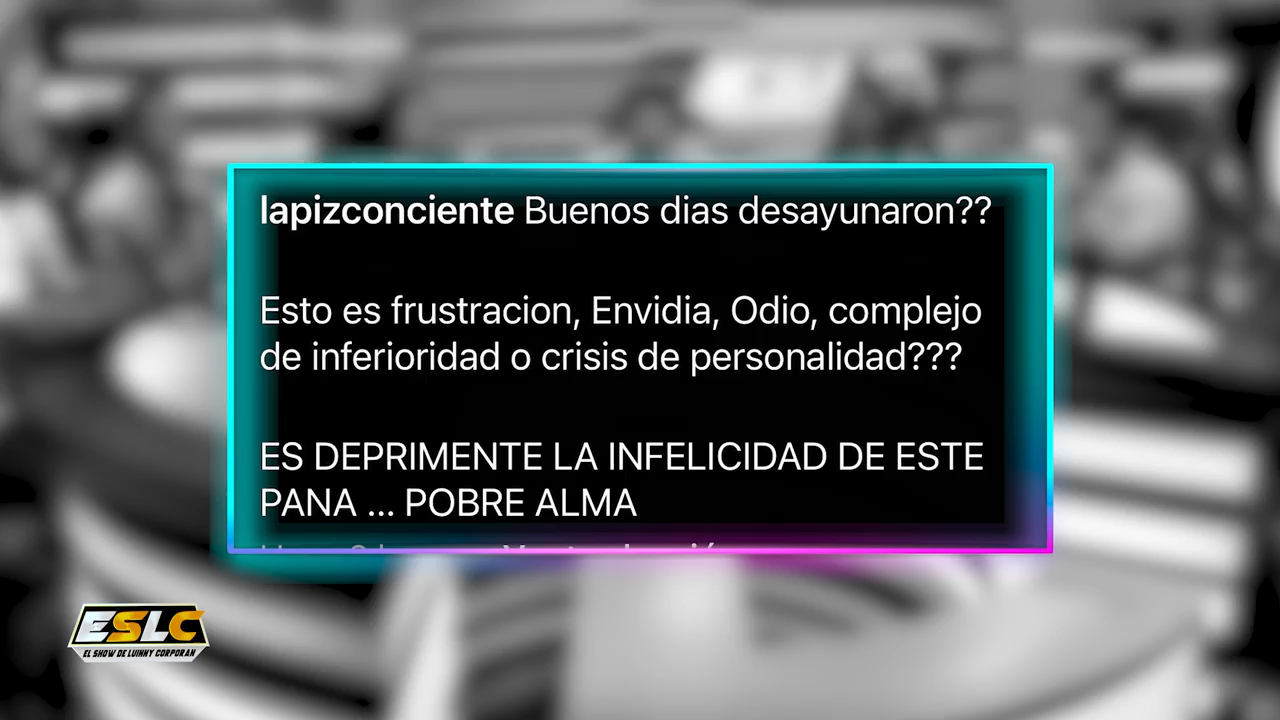 lapizconciente Buenos dias desayunaron??
Esto es frustracion, Envidia, Odio, complejo
de inferioridad o crisis de personalidad???
ES DEPRIMENTE LA INFELICIDAD DE ESTE
PANA ... POBRE ALMA
ESLC
EL SHOW DE LUINNY CORPORAN